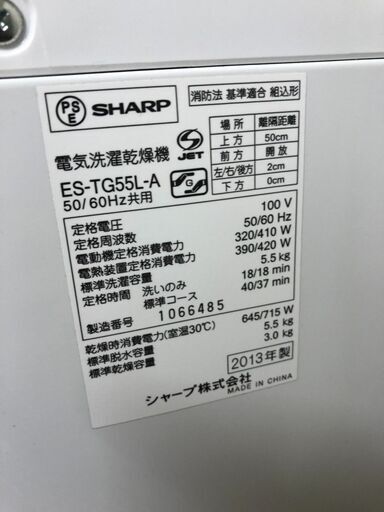 PS
E
SHARP
消防法 基準適合 組込形
場所 離隔距離
上方 50cm
前方 開放
左/右/後方 2cm
下方 0cm
電気洗濯乾燥機
S JET
ES-TG55L-A
G
50/60Hz共用
定格電圧 100 V
定格周波数 50/60 Hz
電動機定格消費電力 320/410 W
電熱装置定格消費電力 390/420 W
標準洗濯容量 5.5 kg
定格時間 洗いのみ 18/18 min
標準コース 40/37 min
製造番号 1066485
乾燥時消費電力(室温30℃) 645/715 W
標準脱水容量 5.5 kg
標準乾燥容量 3.0 kg
2013年製
シャープ株式会社
MADE IN CHINA